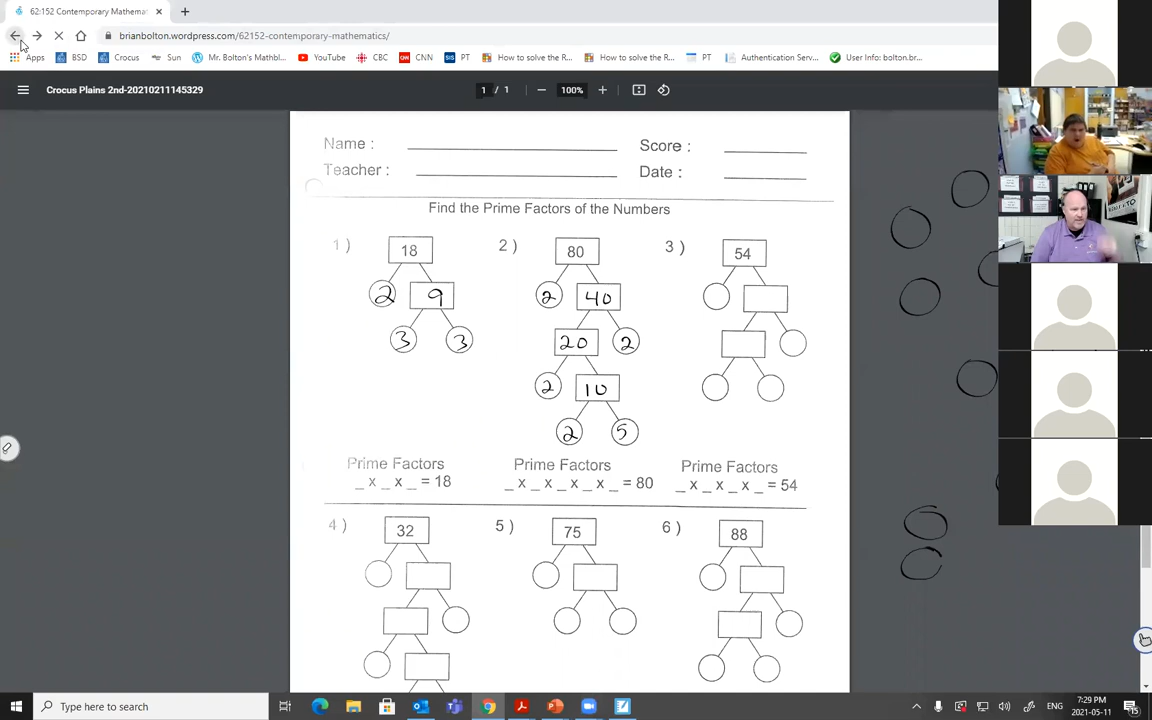 62:152 Contemporary Mathema
brianbolton.wordpress.com/62152-contemporary-mathematics/
Apps BSD Crocus Sun Mr. Bolton's Mathbl... YouTube CBC CNN PT How to solve the R... How to solve the R... PT Authentication Serv... User Info: bolton.br...
Crocus Plains 2nd-20210211145329 1 / 1 100%
Name : Score :
Teacher : Date :
Find the Prime Factors of the Numbers
1 ) 2 ) 3 )
18 80 54
2 9 2 40
3 3 20 2
2 10
2 5
Prime Factors Prime Factors Prime Factors
_ x _ x _ = 18 _ x _ x _ x _ x _ = 80 _ x _ x _ x _ = 54
4 ) 5 ) 6 )
32 75 88
Type here to search
ENG
7:29 PM
2021-05-11
15